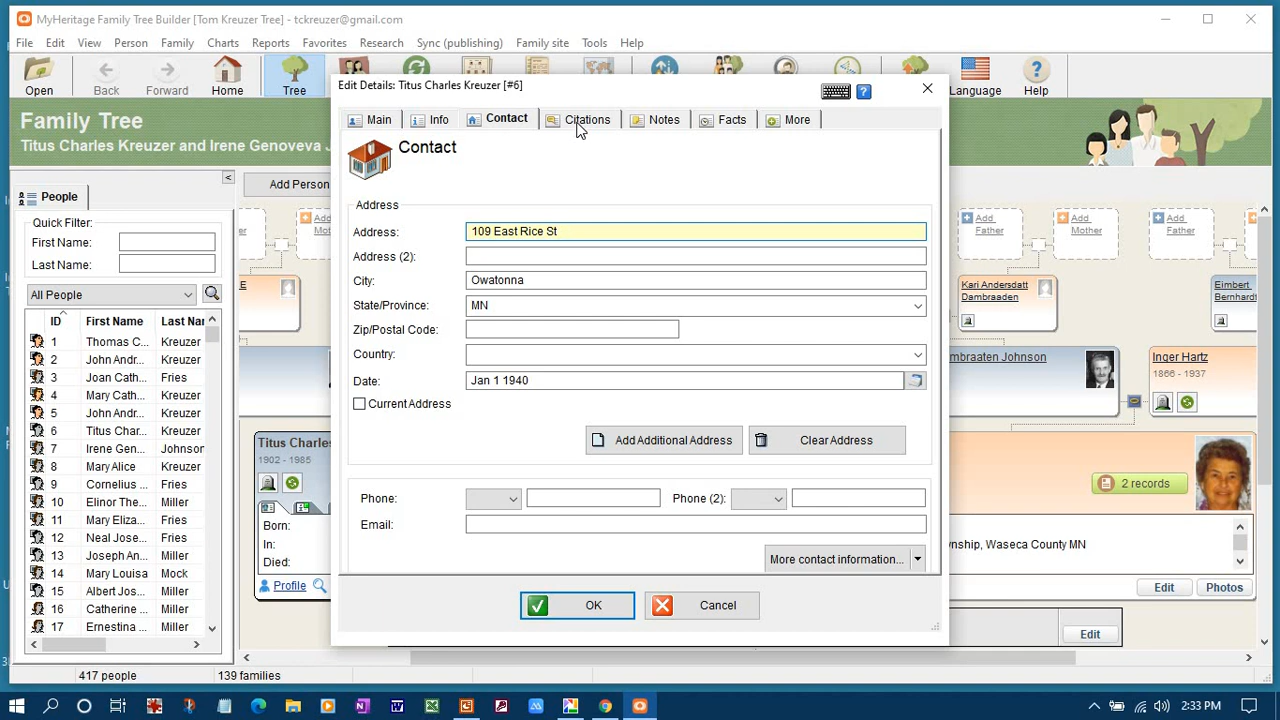 MyHeritage Family Tree Builder [Tom Kreuzer Tree] - tckreuzer@gmail.com
File Edit View Person Family Charts Reports Favorites Research Sync (publishing) Family site Tools Help
Open Back Forward Home Tree Language Help
Edit Details: Titus Charles Kreuzer [#6]
Family Tree
Titus Charles Kreuzer and Irene Genoveva J
Main Info Contact Citations Notes Facts More
Contact
People
Add Person
Quick Filter:
First Name:
Last Name:
All People
ID First Name Last Nar
1 Thomas C... Kreuzer
2 John Andr... Kreuzer
3 Joan Cath... Fries
4 Mary Cath... Kreuzer
5 John Andr... Kreuzer
6 Titus Char... Kreuzer
7 Irene Gen... Johnson
8 Mary Alice Kreuzer
9 Cornelius ... Kreuzer
10 Elinor The... Miller
11 Mary Eliza... Fries
12 Neal Jose... Fries
13 Joseph An... Miller
14 Mary Louisa Mock
15 Albert Jos... Miller
16 Catherine ... Miller
17 Ernestina ... Miller
417 people 139 families
Address
Address: 109 East Rice St
Address (2):
City: Owatonna
State/Province: MN
Zip/Postal Code:
Country:
Date: Jan 1 1940
Current Address
Add Additional Address Clear Address
Phone: Phone (2):
Email:
More contact information...
OK Cancel
Add
Mothe
Add
Father
Add
Mother
Add
Father
Add
Mother
E
Kari Andersdatt
Dambraaden
Eimbert
Bernhardt
mbraaten Johnson
Inger Hartz
1866 - 1937
Titus Charles
1902 - 1985
Born:
In:
Died:
Profile
2 records
nship, Waseca County MN
Edit Photos
Edit
2:33 PM